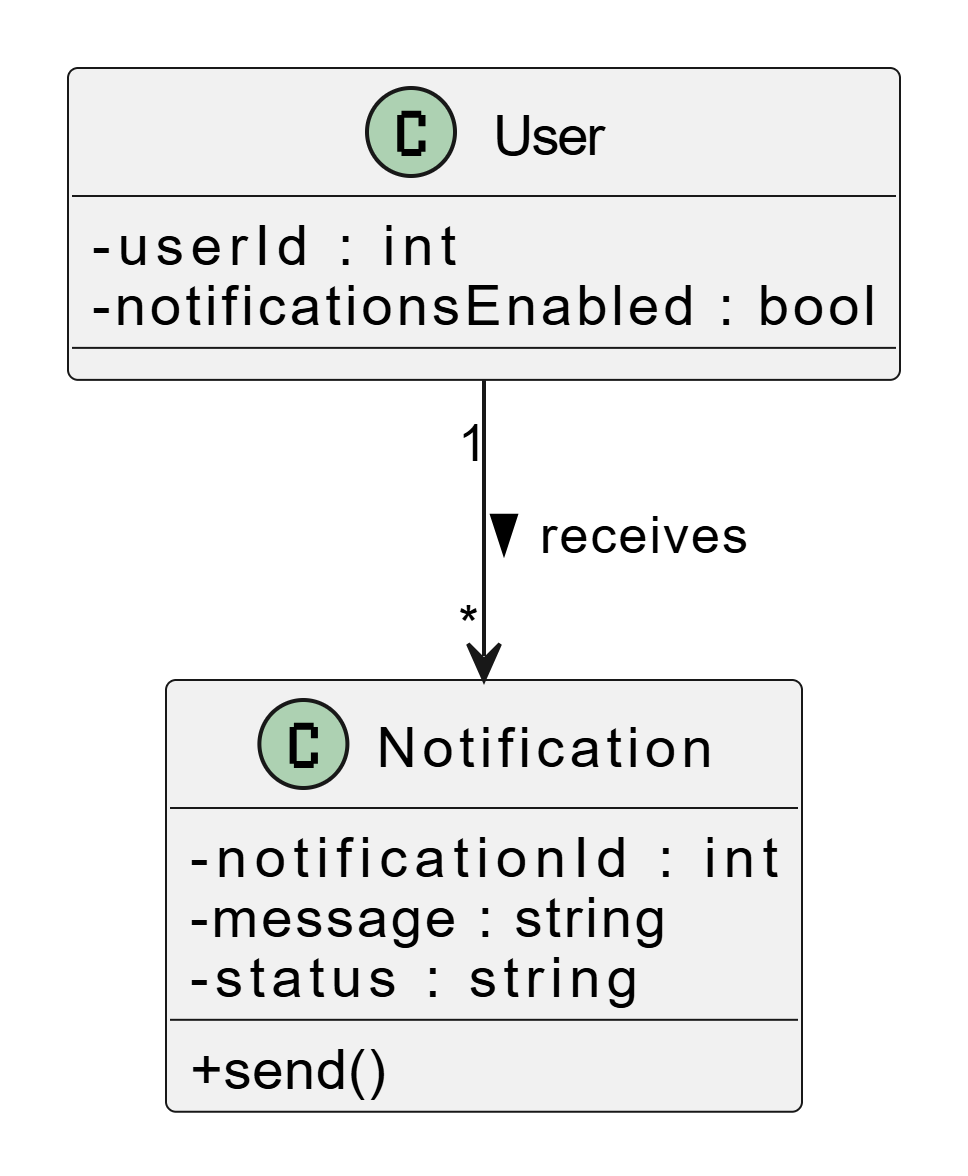 C User
-userId : int
-notificationsEnabled : bool
1
receives
*
C Notification
-notificationId : int
-message : string
-status : string
+send()